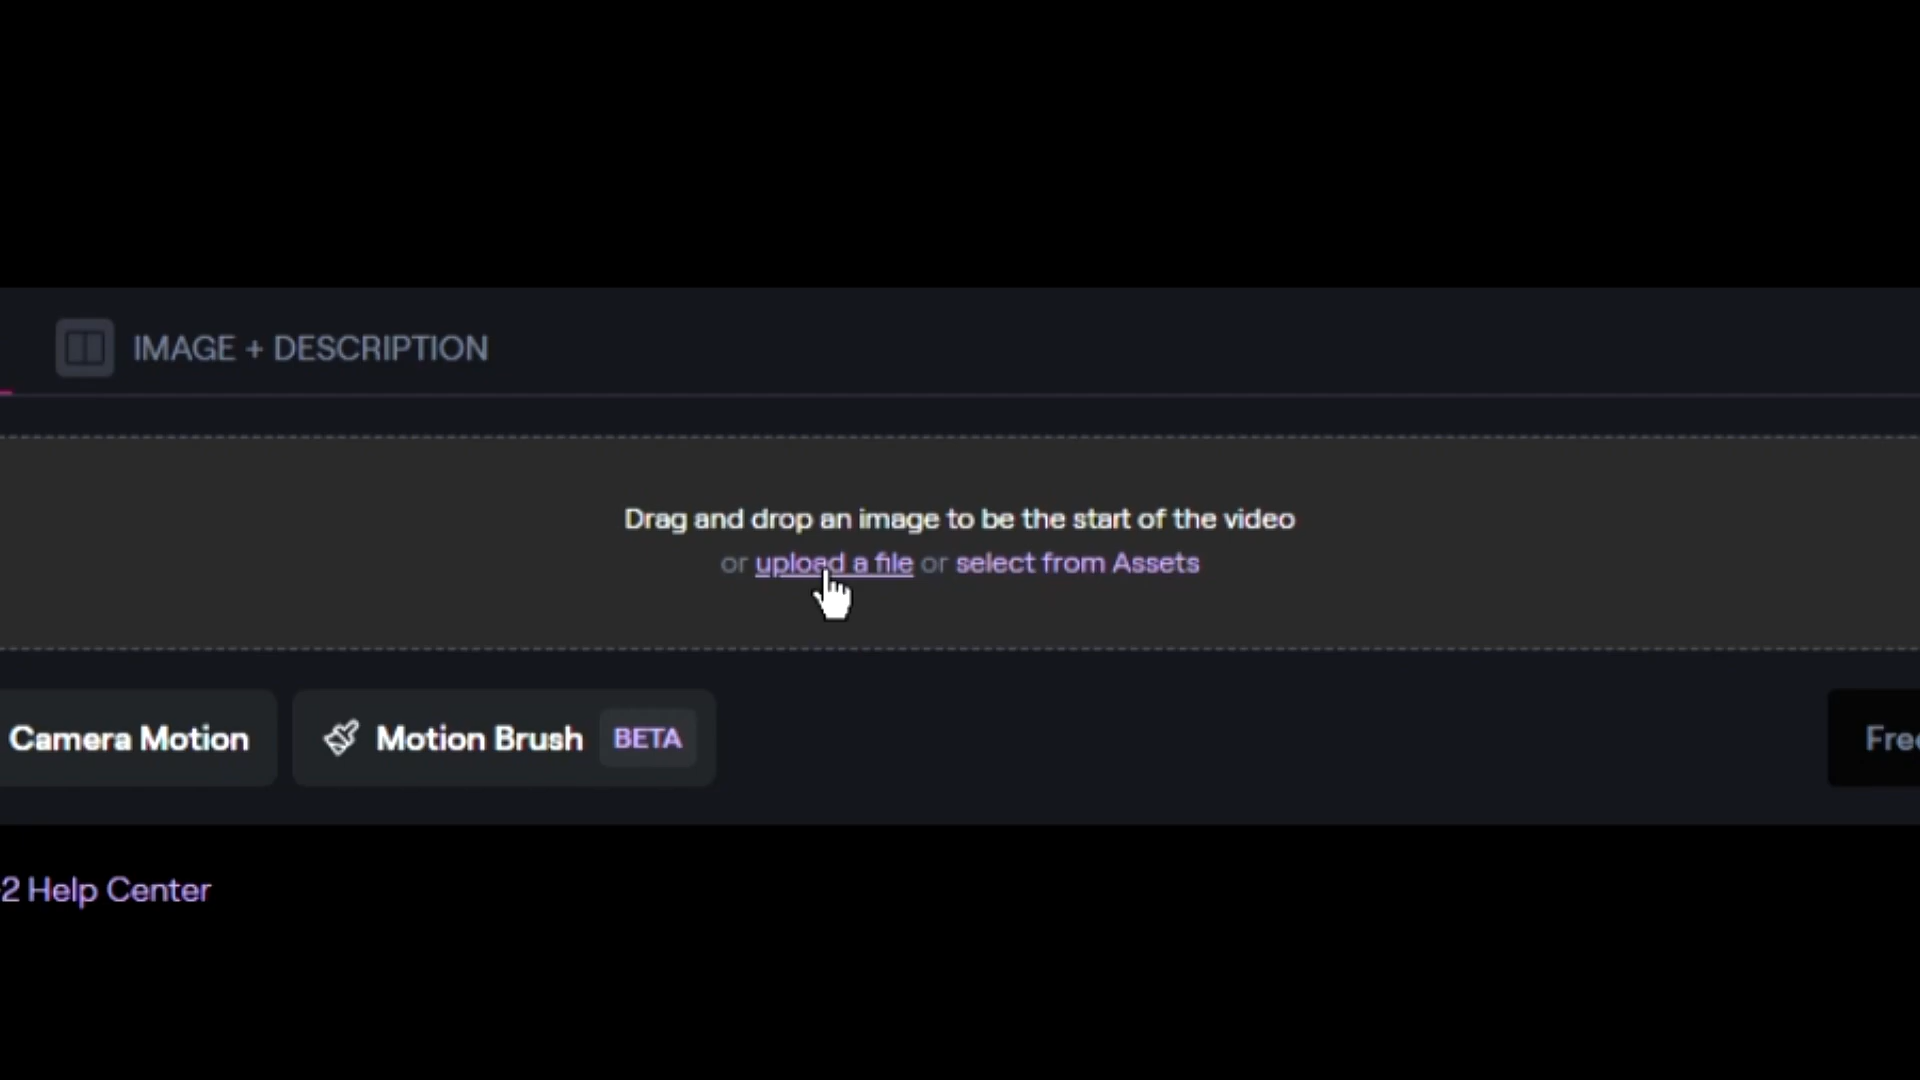 IMAGE + DESCRIPTION
Drag and drop an image to be the start of the video
or upload a file or select from Assets
Camera Motion
Motion Brush BETA
2 Help Center